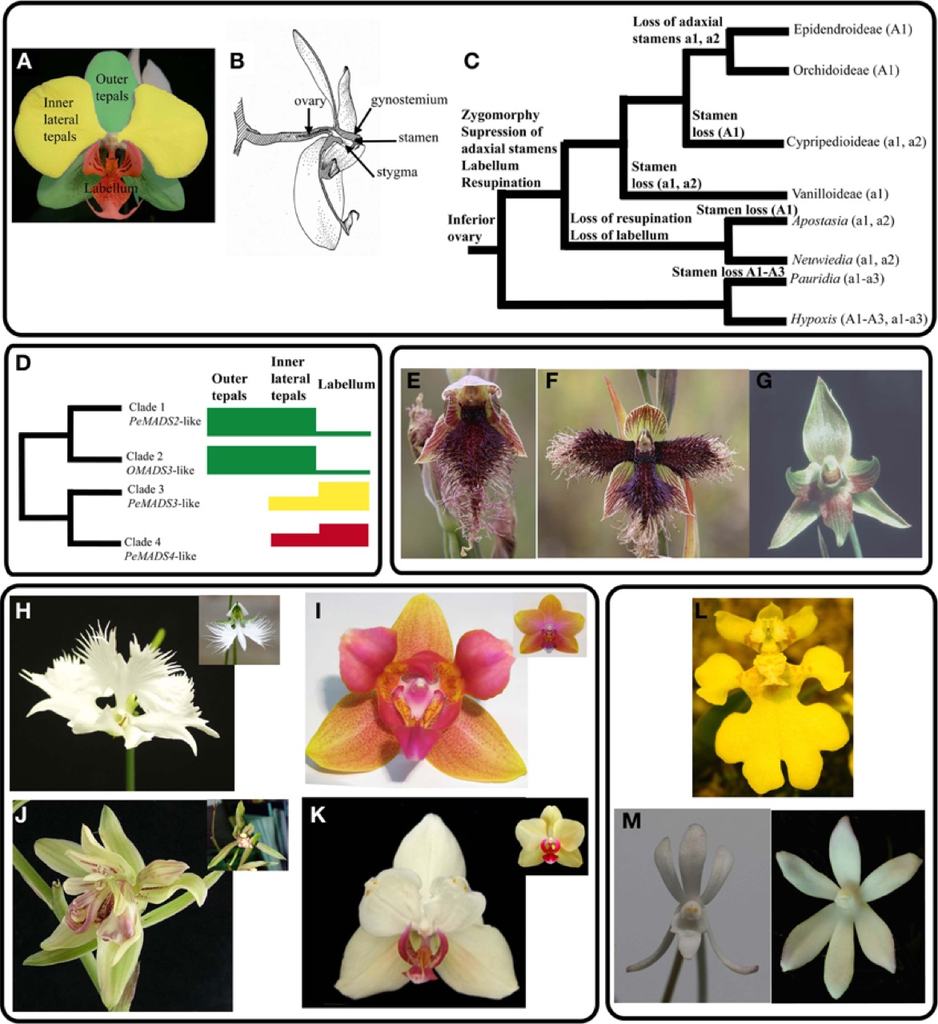 A
Outer
tepals
Inner
lateral
tepals
Labellum
B
ovary
gynostemium
stamen
stygma
C
Loss of adaxial
stamens a1, a2
Epidendroideae (A1)
Orchidoideae (A1)
Stamen
loss (A1)
Cypripedioideae (a1, a2)
Zygomorphy
Supression of
adaxial stamens
Labellum
Resupination
Stamen
loss (a1, a2)
Vanilloideae (a1)
Inferior
ovary
Loss of resupination
Loss of labellum
Stamen loss (A1)
Apostasia (a1, a2)
Neuwiedia (a1, a2)
Stamen loss A1-A3
Pauridia (a1-a3)
Hypoxis (A1-A3, a1-a3)
D
Outer
tepals
Inner
lateral
tepals
Labellum
Clade 1
PeMADS2-like
Clade 2
OMADS3-like
Clade 3
PeMADS3-like
Clade 4
PeMADS4-like
E
F
G
H
I
J
K
L
M